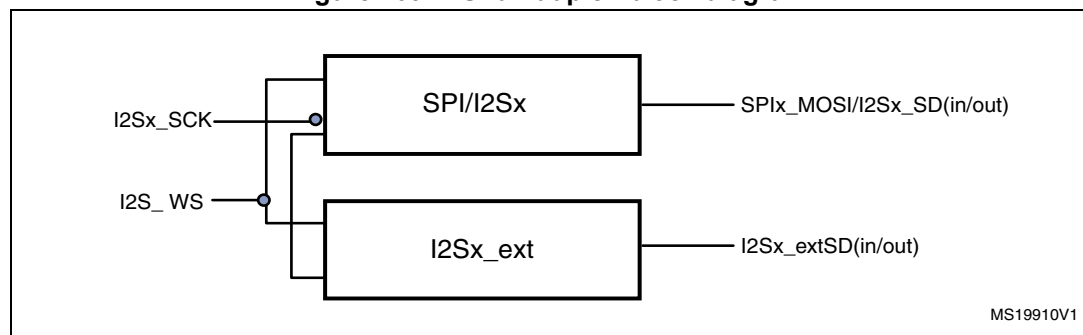 SPI/I2Sx
SPIx_MOSI/I2Sx_SD(in/out)
I2Sx_SCK
I2S_ WS
I2Sx_ext
I2Sx_extSD(in/out)
MS19910V1